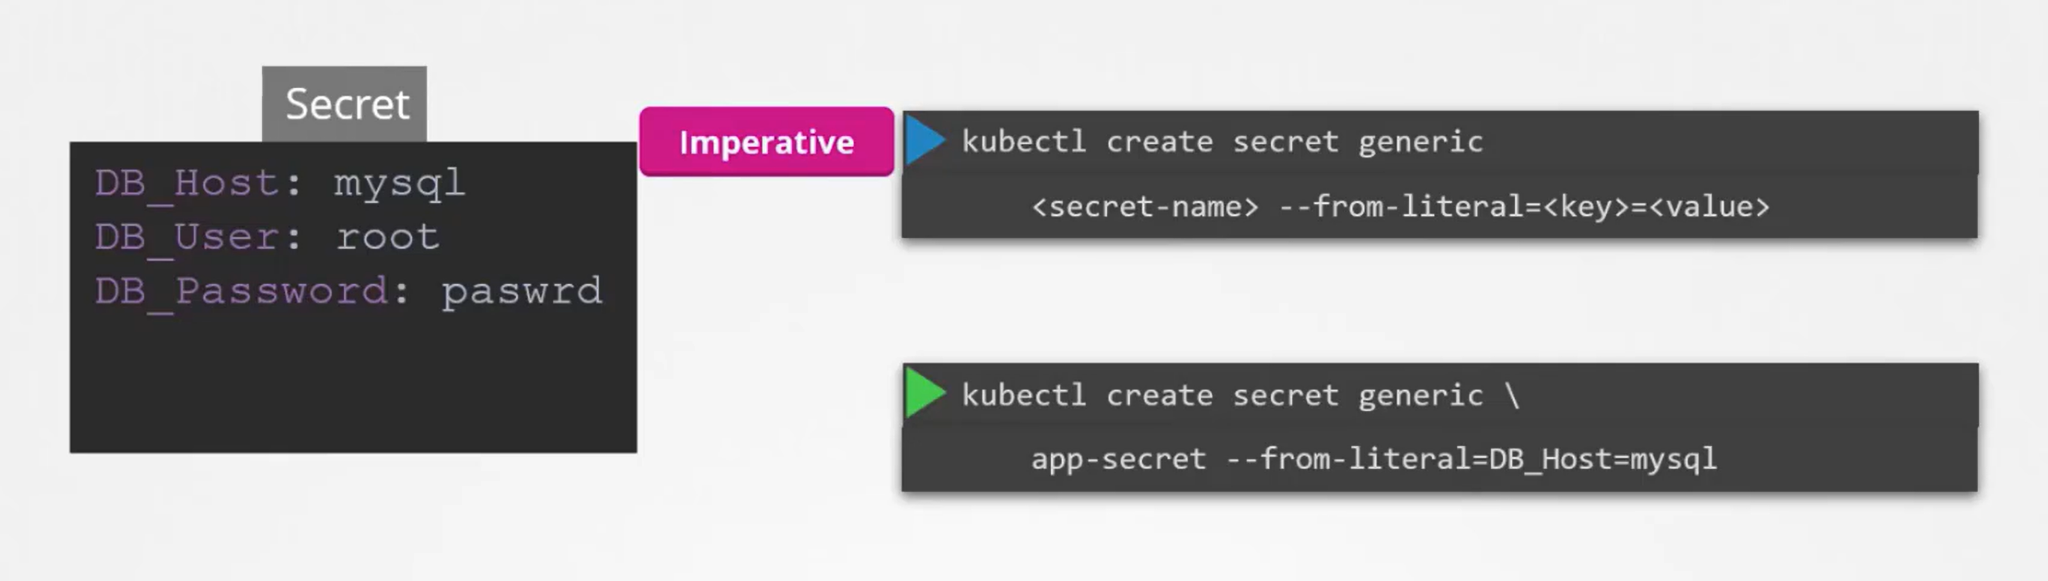 Secret
DB_Host: mysql
DB_User: root
DB_Password: paswrd
Imperative
kubectl create secret generic
<secret-name> --from-literal=<key>=<value>
kubectl create secret generic \
app-secret --from-literal=DB_Host=mysql